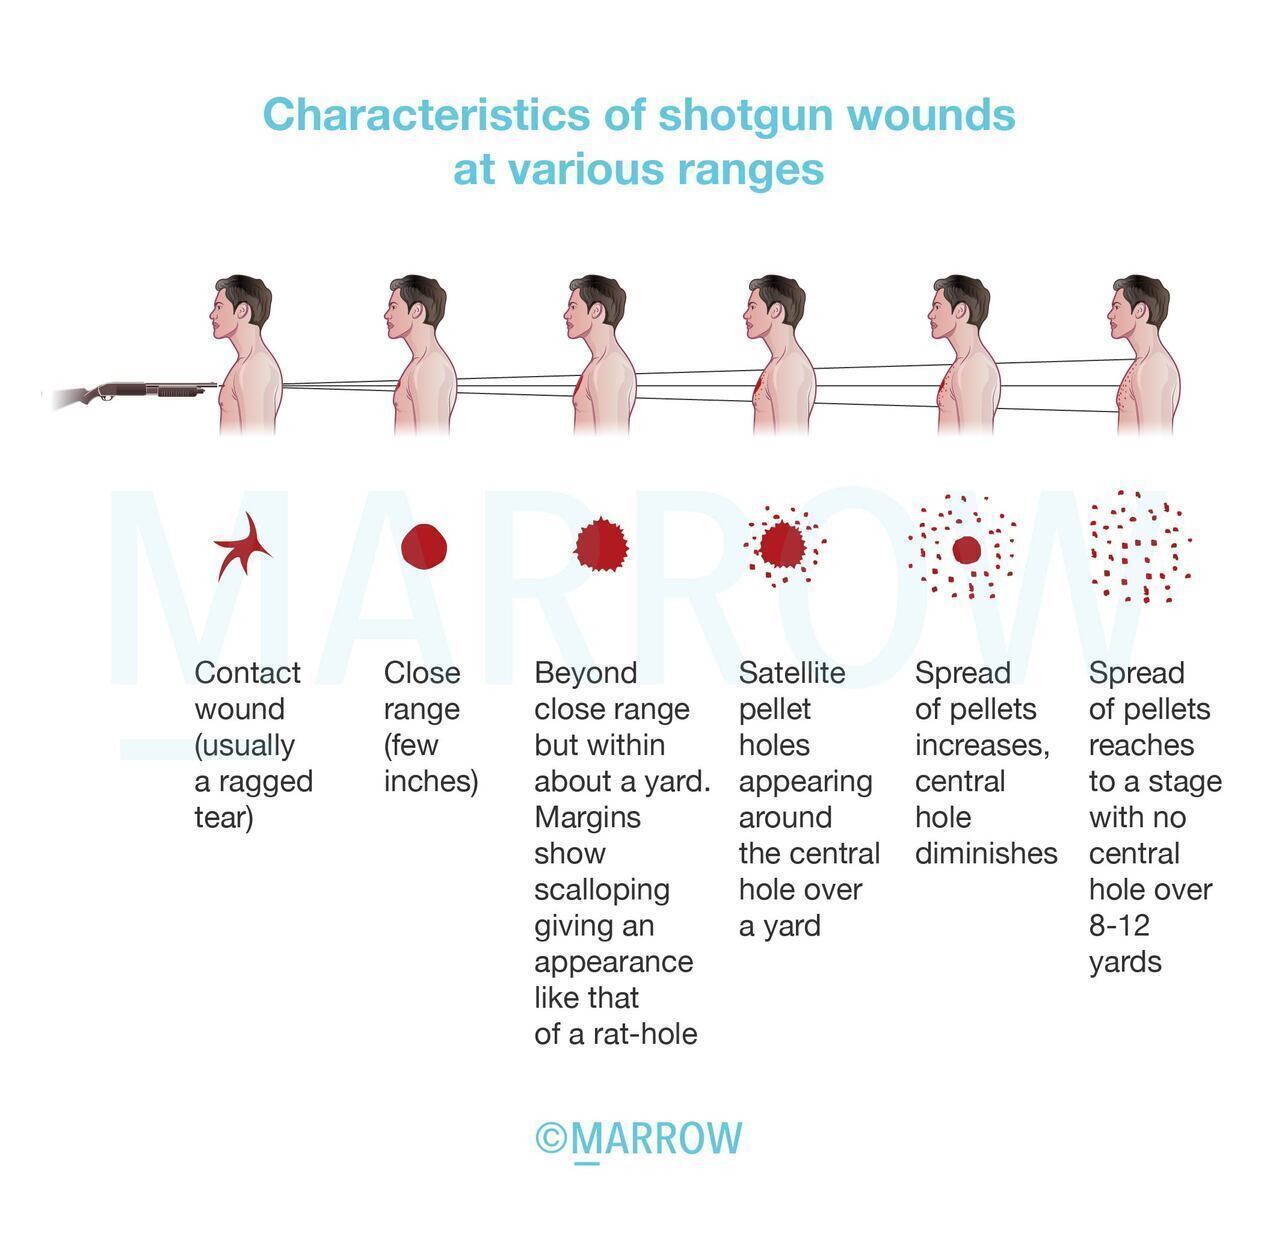 Characteristics of shotgun wounds
at various ranges
MARROW
Contact
wound
(usually
a ragged
tear)
Close
range
(few
inches)
Beyond
close range
but within
about a yard.
Margins
show
scalloping
giving an
appearance
like that
of a rat-hole
Satellite
pellet
holes
appearing
around
the central
hole over
a yard
Spread
of pellets
increases,
central
hole
diminishes
Spread
of pellets
reaches
to a stage
with no
central
hole over
8-12
yards
©MARROW